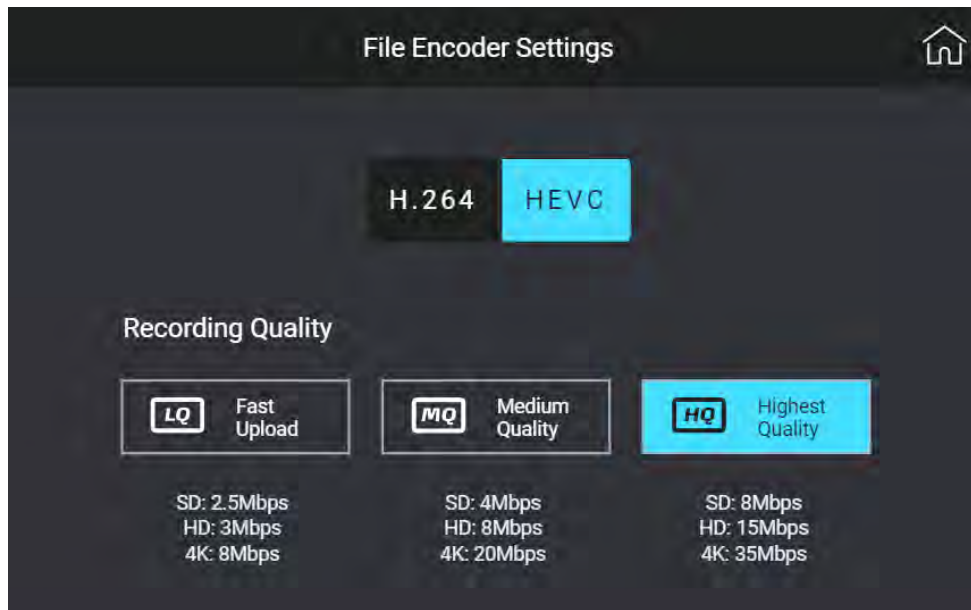 File Encoder Settings
H.264 HEVC
Recording Quality
LQ Fast Upload
MQ Medium Quality
HQ Highest Quality
SD: 2.5Mbps
HD: 3Mbps
4K: 8Mbps
SD: 4Mbps
HD: 8Mbps
4K: 20Mbps
SD: 8Mbps
HD: 15Mbps
4K: 35Mbps